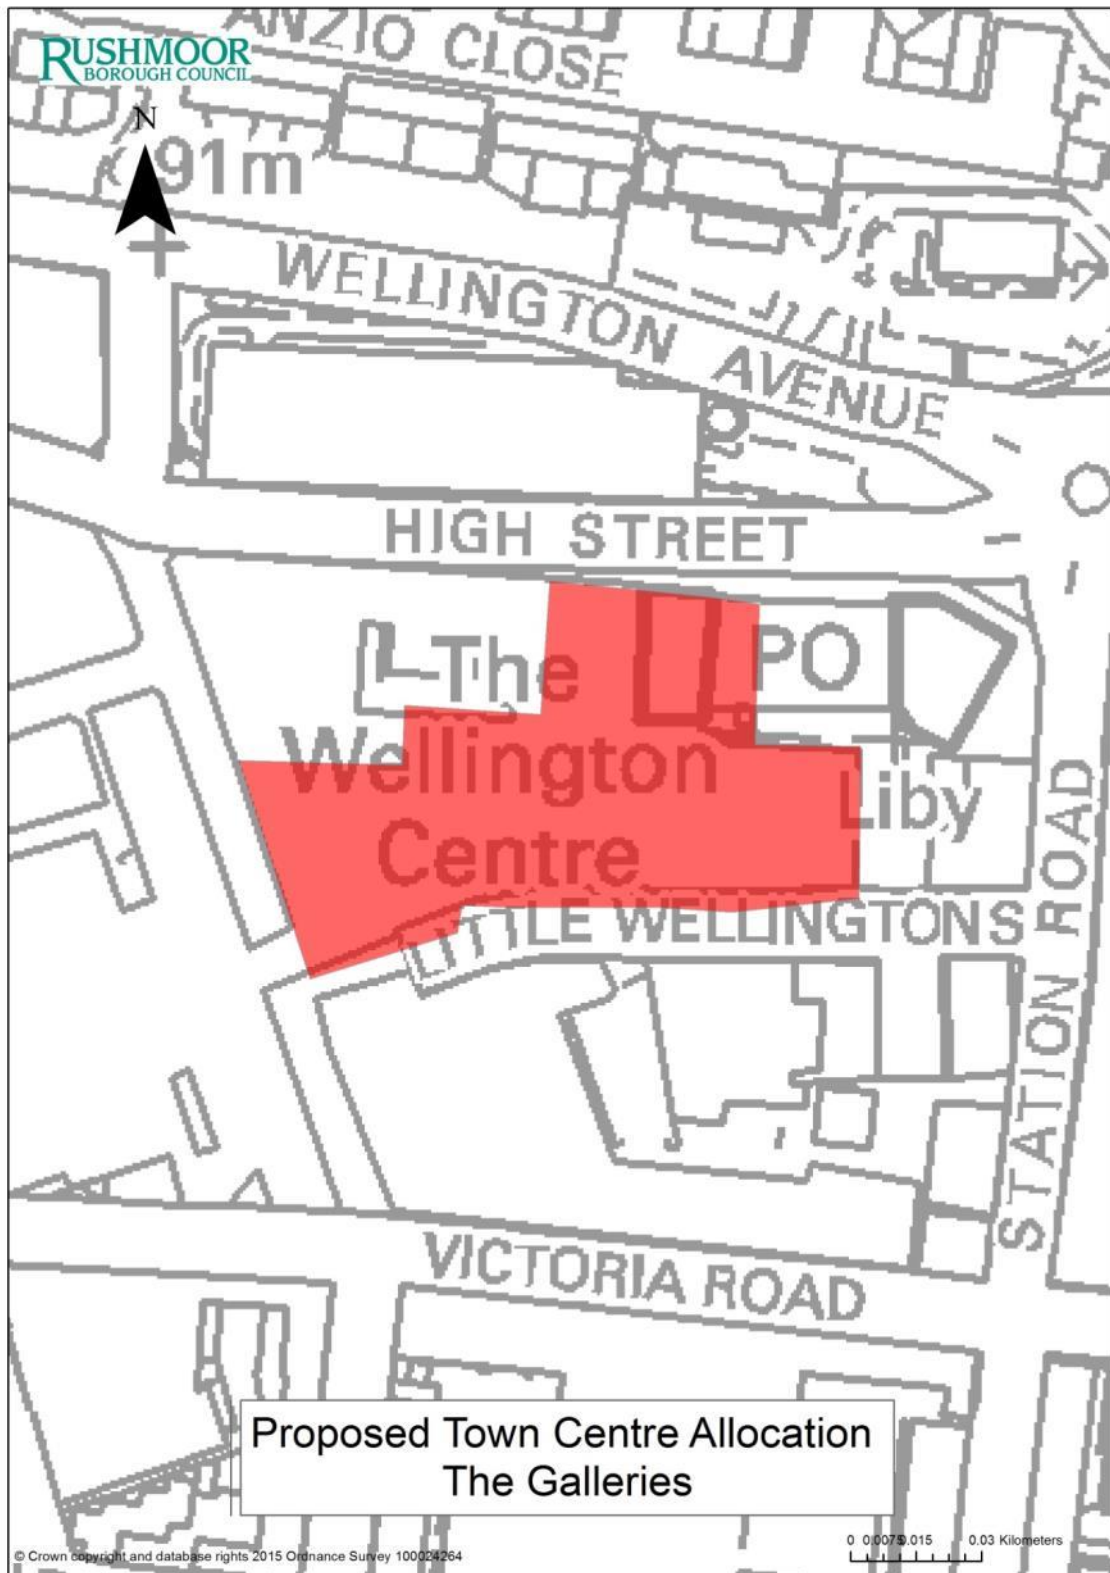 ANZIO CLOSE
RUSHMOOR
BOROUGH COUNCIL
N
91m
WELLINGTON AVENUE
HIGH STREET
The
Wellington
Centre
PO
Liby
LITTLE WELLINGTONS
STATION ROAD
VICTORIA ROAD
Proposed Town Centre Allocation
The Galleries
© Crown copyright and database rights 2015 Ordnance Survey 100024264
0 0.0075 0.015 0.03 Kilometers